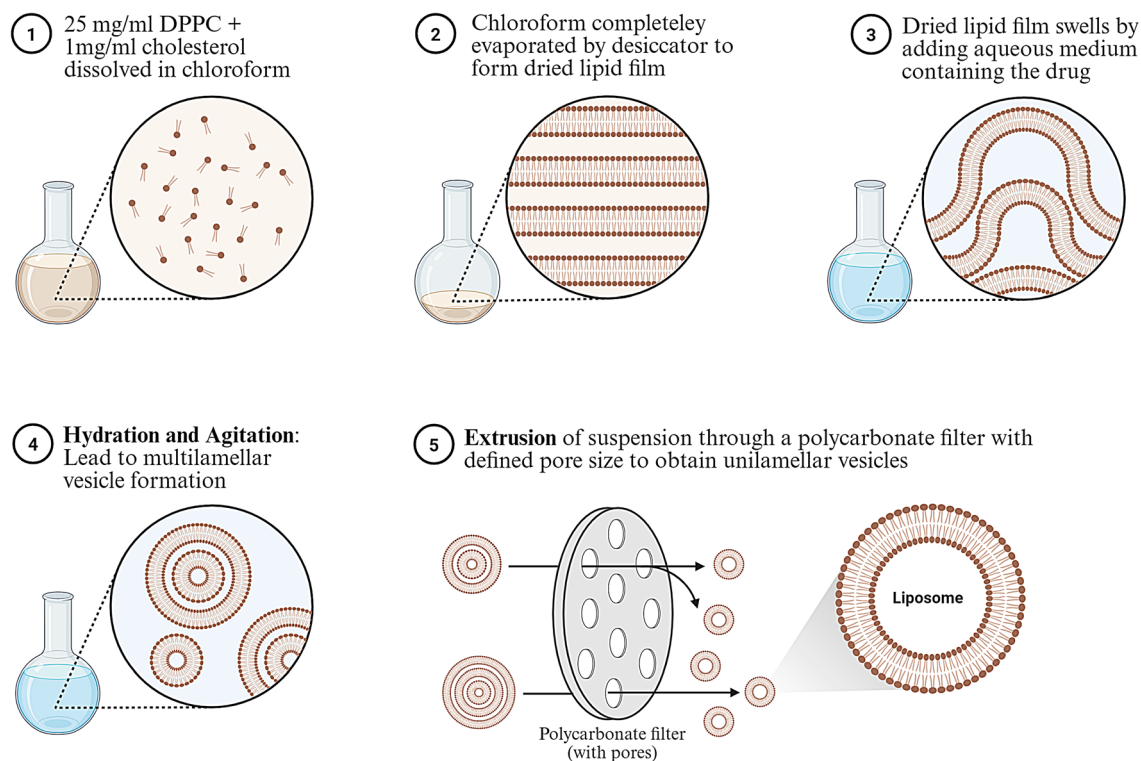 1
25 mg/ml DPPC +
1mg/ml cholesterol
dissolved in chloroform
2
Chloroform completeley
evaporated by desiccator to
form dried lipid film
3
Dried lipid film swells by
adding aqueous medium
containing the drug
4
Hydration and Agitation:
Lead to multilamellar
vesicle formation
5
Extrusion of suspension through a polycarbonate filter with
defined pore size to obtain unilamellar vesicles
Liposome
Polycarbonate filter
(with pores)